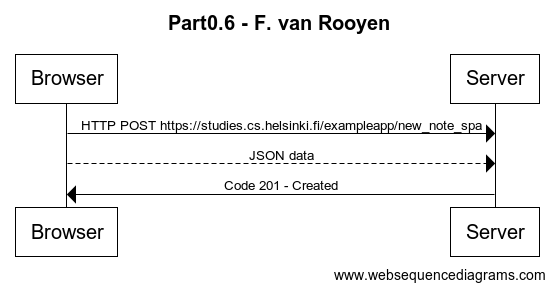 Part0.6 - F. van Rooyen
Browser
Server
HTTP POST https://studies.cs.helsinki.fi/exampleapp/new_note_spa
JSON data
Code 201 - Created
Browser
Server
www.websequencediagrams.com